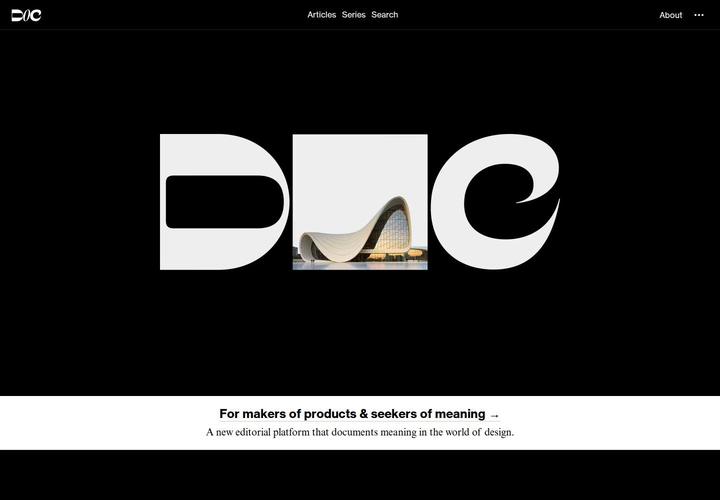 DOC
Articles Series Search
About
D C
For makers of products & seekers of meaning →
A new editorial platform that documents meaning in the world of design.